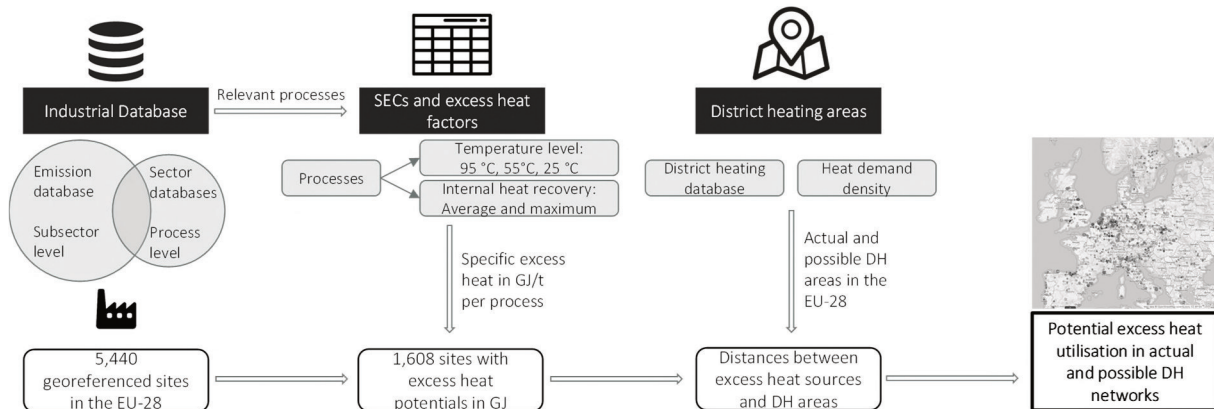 Industrial Database
Relevant processes
SECs and excess heat
factors
District heating areas
Emission
database
Subsector
level
Sector
databases
Process
level
Processes
Temperature level:
95 °C, 55°C, 25 °C
Internal heat recovery:
Average and maximum
District heating
database
Heat demand
density
Specific excess
heat in GJ/t
per process
Actual and
possible DH
areas in the
EU-28
5,440
georeferenced sites
in the EU-28
1,608 sites with
excess heat
potentials in GJ
Distances between
excess heat sources
and DH areas
Potential excess heat
utilisation in actual
and possible DH
networks